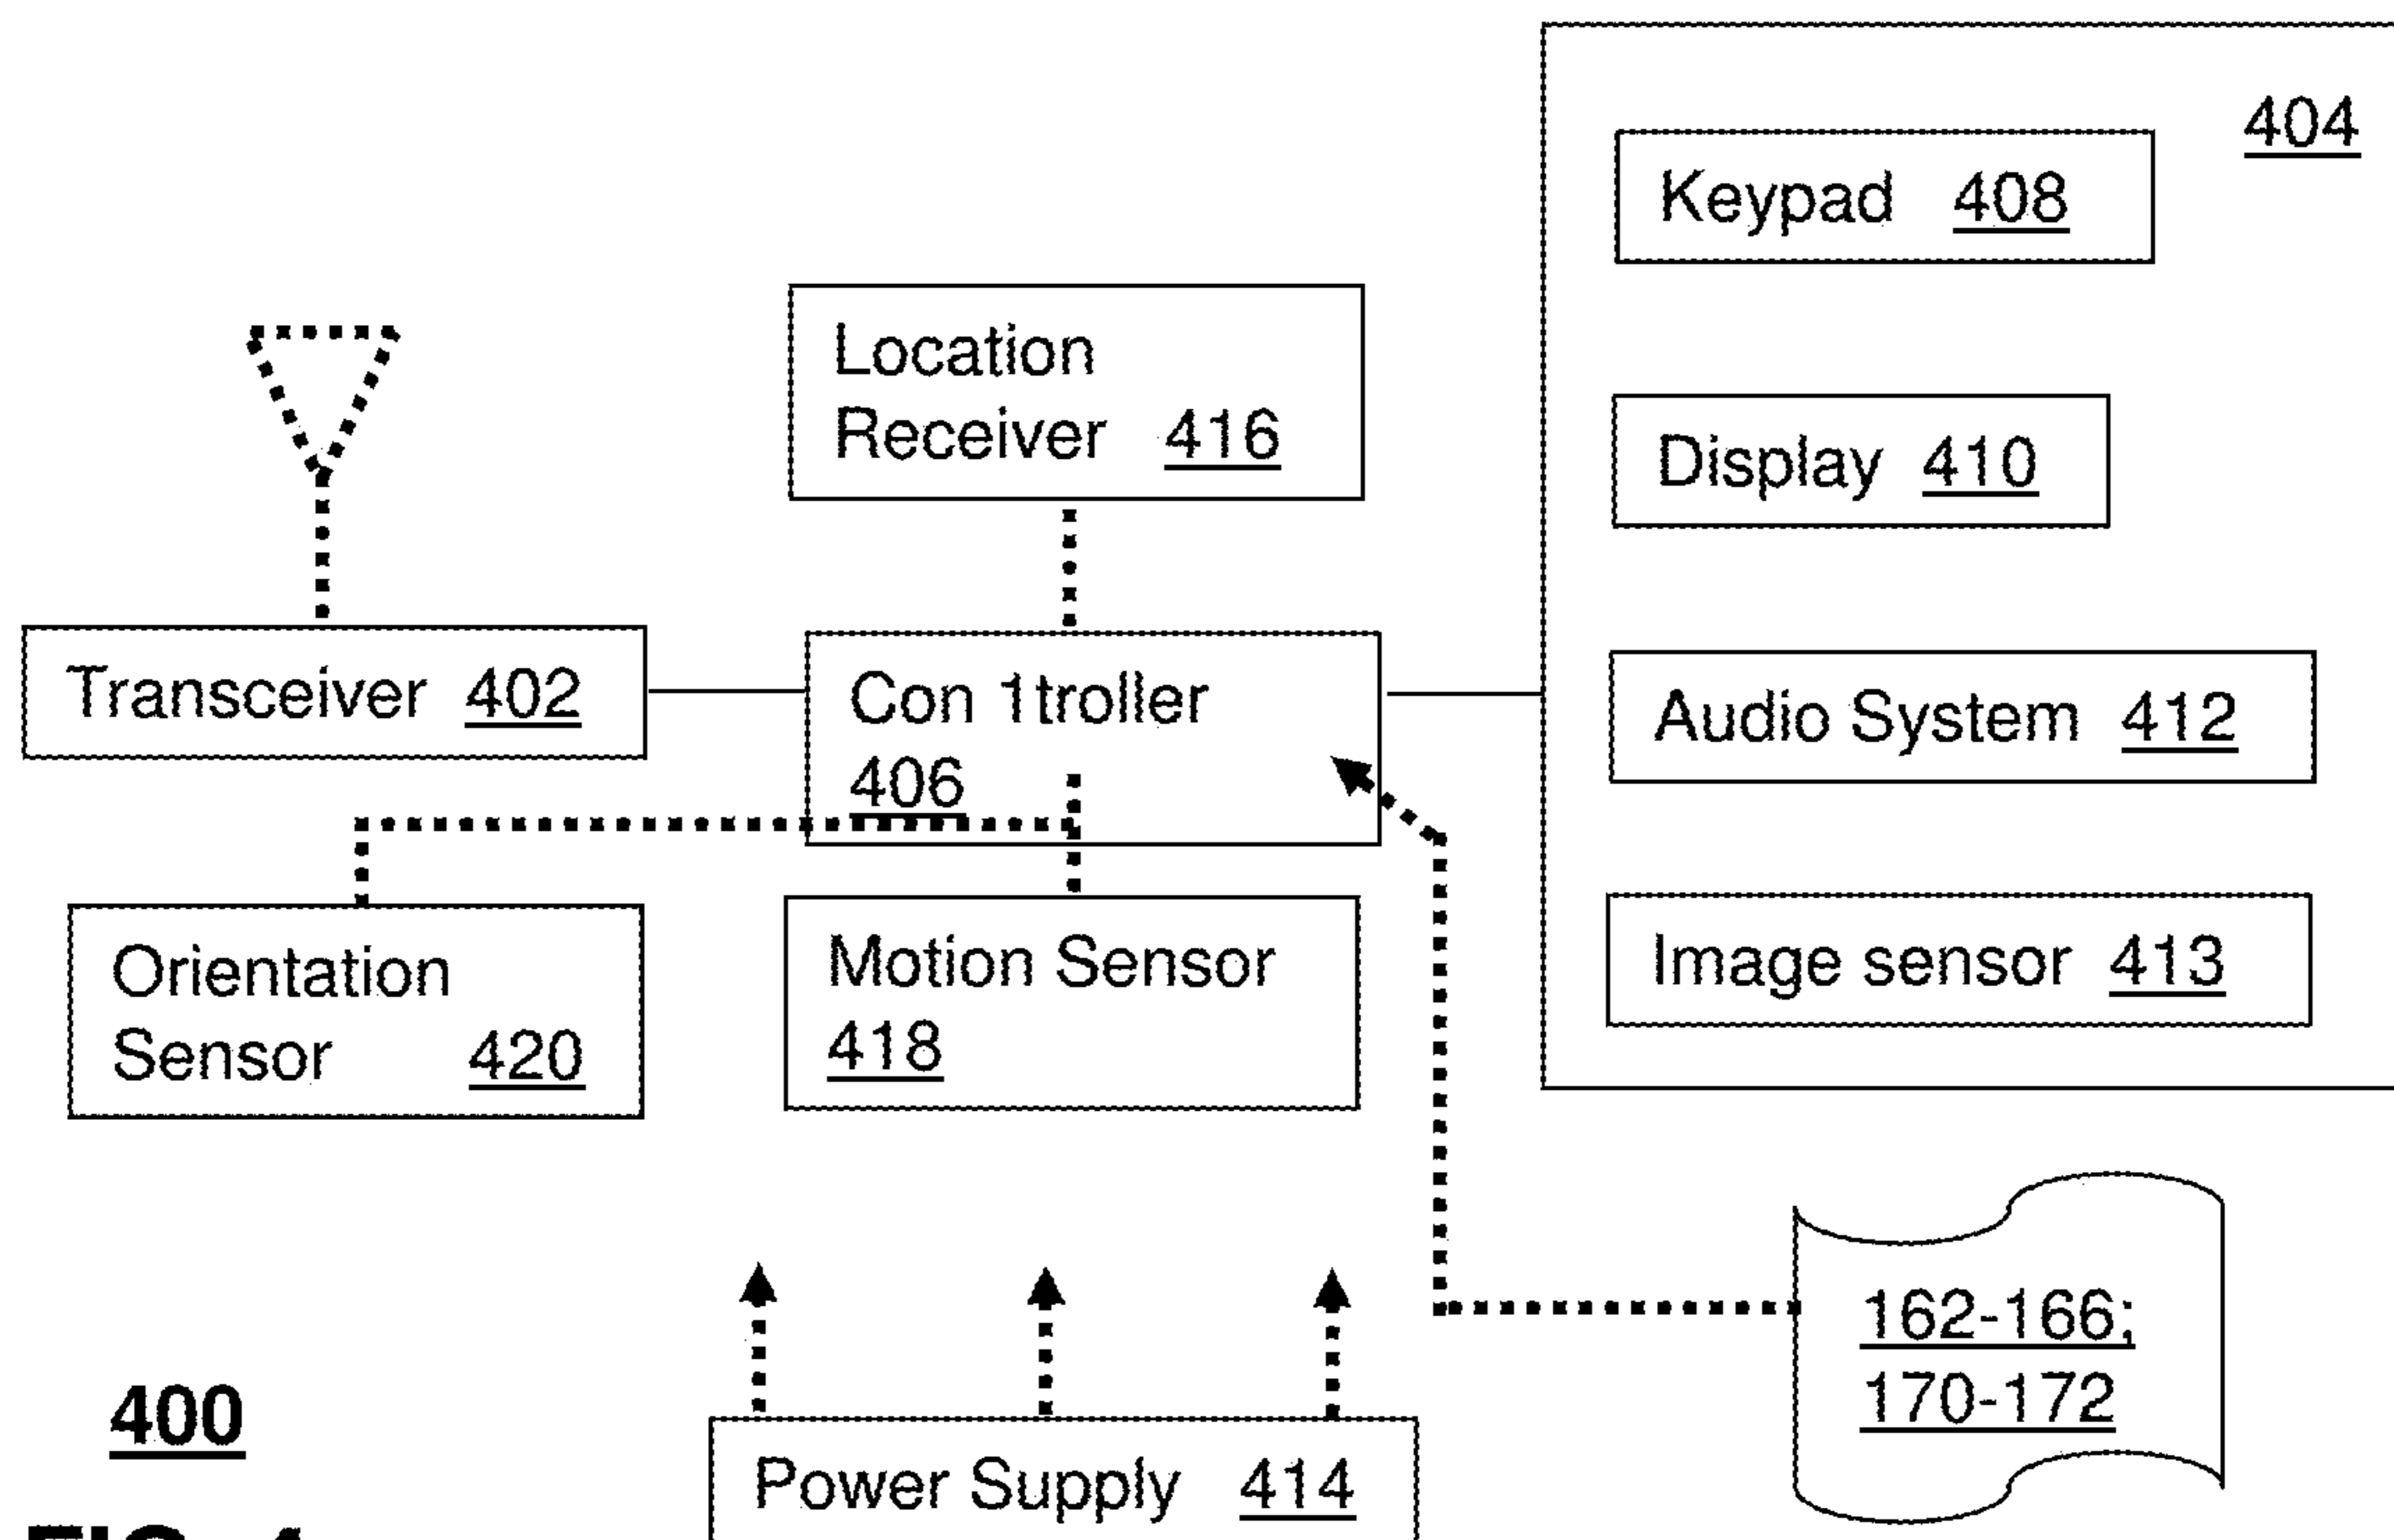 404
Keypad 408
Location
Receiver 416
Display 410
Transceiver 402
Con 1troller
406
Audio System 412
Orientation
Sensor 420
Motion Sensor
418
Image sensor 413
162-166;
170-172
400
Power Supply 414